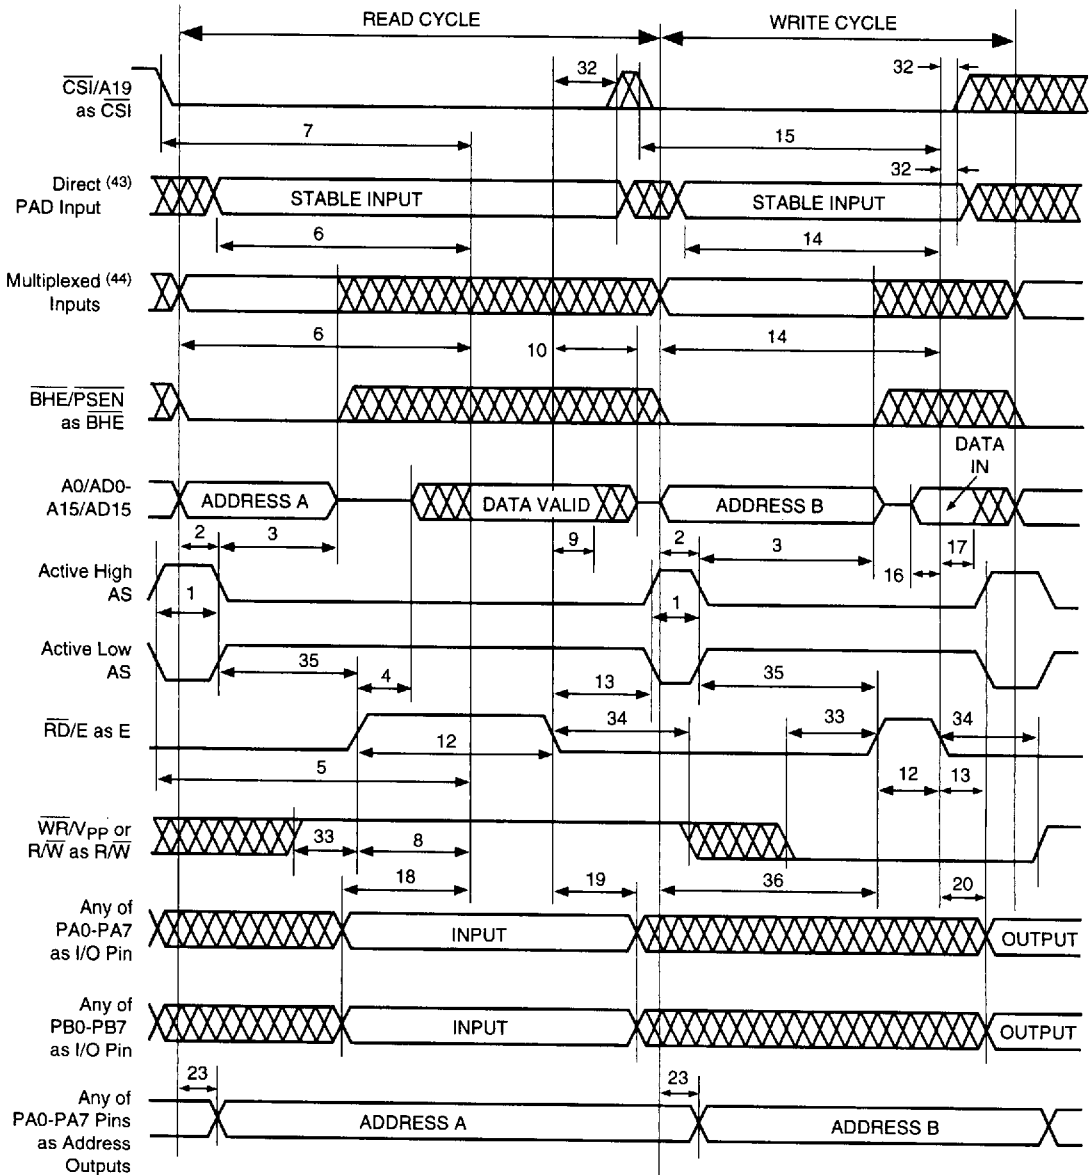 READ CYCLE
WRITE CYCLE
CSI/A19
as CSI
32
32
7
15
Direct (43)
PAD Input
STABLE INPUT
STABLE INPUT
32
6
14
Multiplexed (44)
Inputs
6
10
14
BHE/PSEN
as BHE
DATA
IN
A0/AD0-
A15/AD15
ADDRESS A
DATA VALID
ADDRESS B
2
3
9
2
3
17
16
Active High
AS
1
1
Active Low
AS
35
4
13
35
RD/E as E
12
34
33
34
5
12
13
WR/VPP or
R/W as R/W
33
8
18
19
36
20
Any of
PA0-PA7
as I/O Pin
INPUT
OUTPUT
Any of
PB0-PB7
as I/O Pin
INPUT
OUTPUT
23
23
Any of
PA0-PA7 Pins
as Address
Outputs
ADDRESS A
ADDRESS B